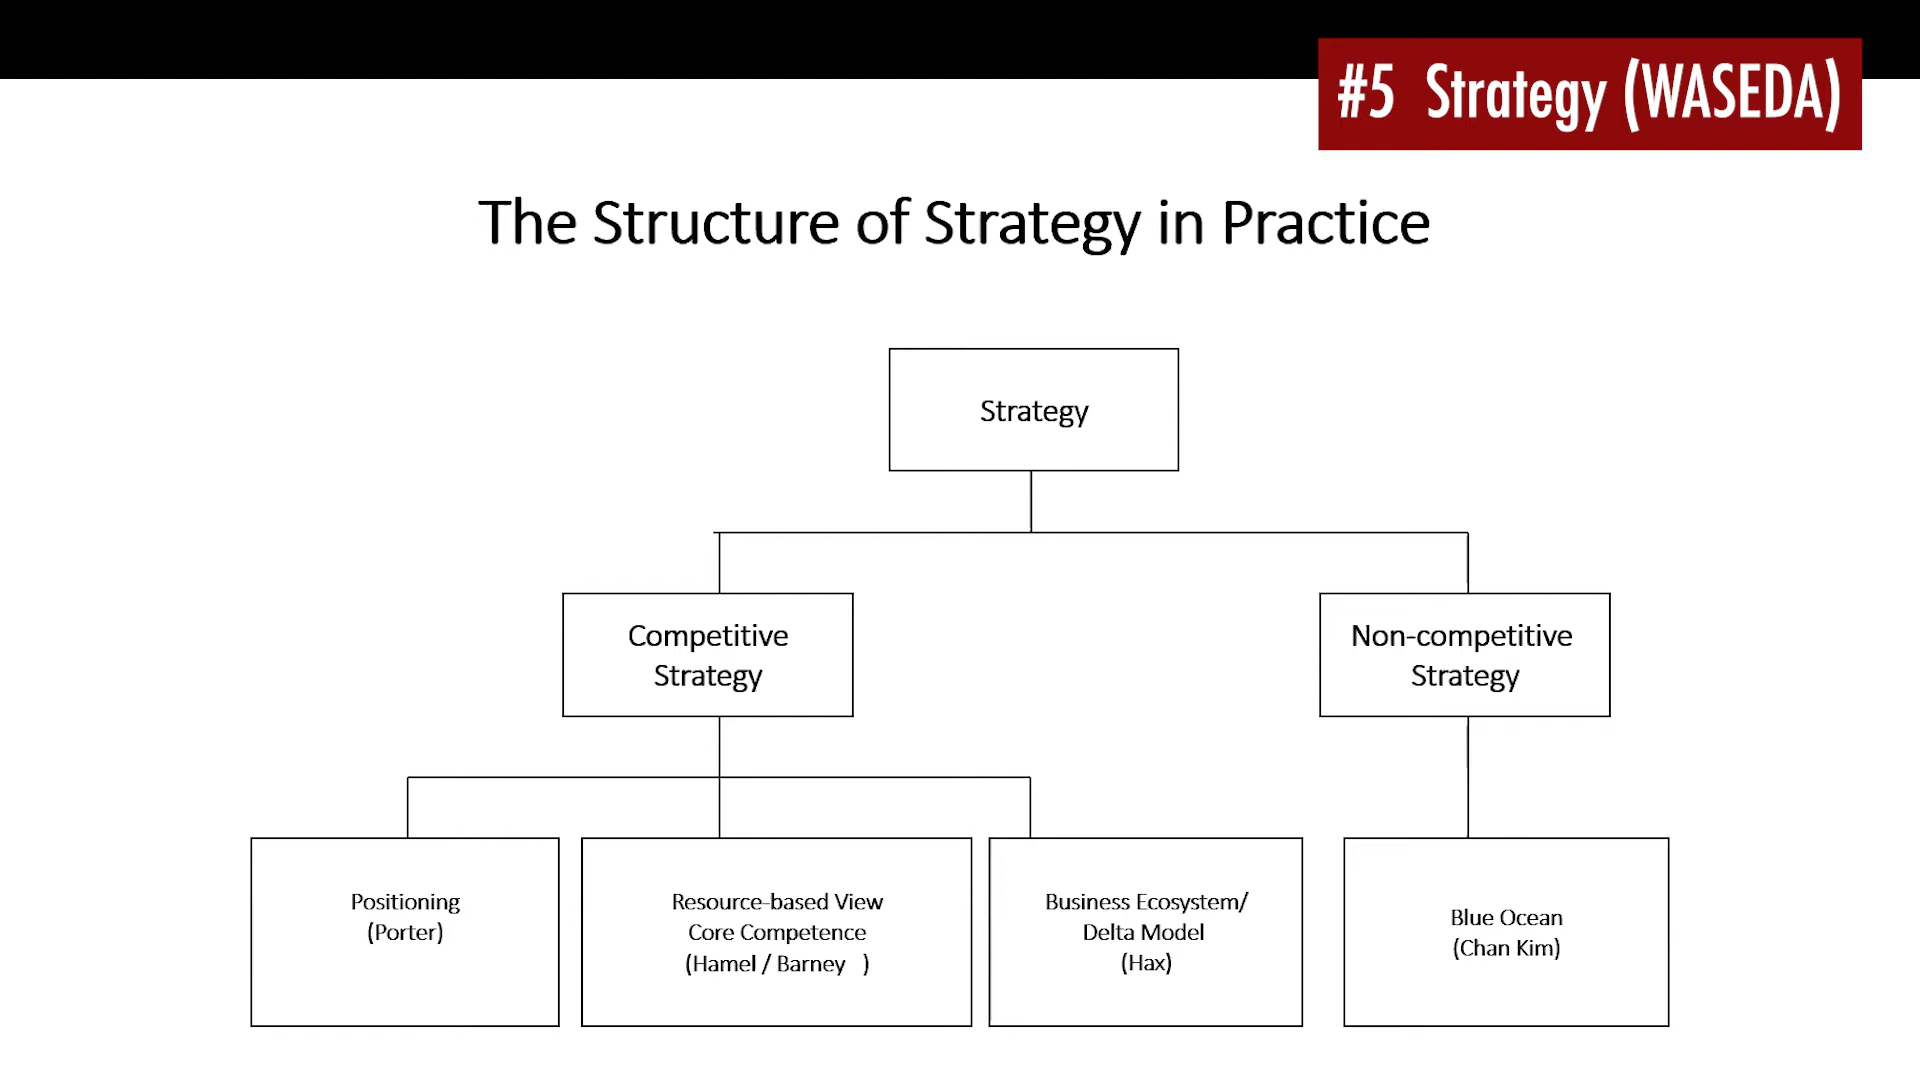 #5 Strategy (WASEDA)
The Structure of Strategy in Practice
Strategy
Competitive
Strategy
Non-competitive
Strategy
Positioning
(Porter)
Resource-based View
Core Competence
(Hamel / Barney )
Business Ecosystem/
Delta Model
(Hax)
Blue Ocean
(Chan Kim)